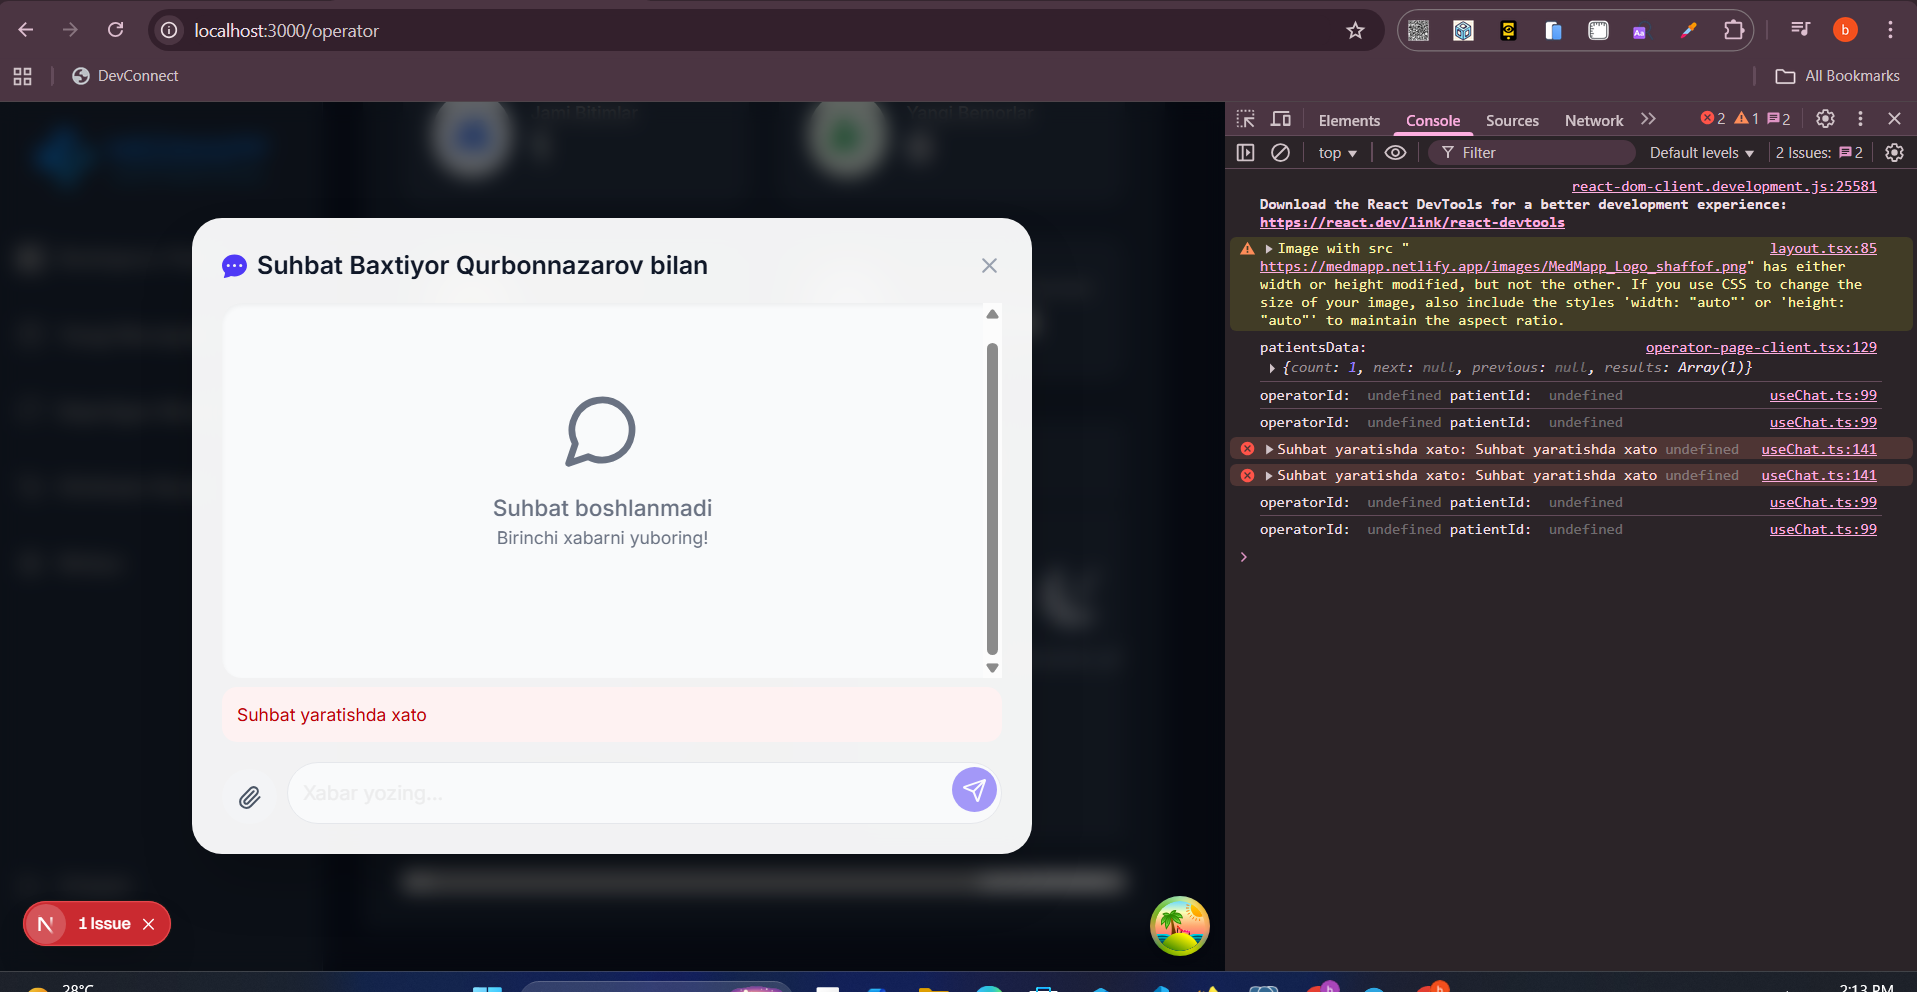 localhost:3000/operator
b
DevConnect
All Bookmarks
Jami Bitimlar
Yangi Bemorlar
Suhbat Baxtiyor Qurbonnazarov bilan
Suhbat boshlanmadi
Birinchi xabarni yuboring!
Suhbat yaratishda xato
Xabar yozing...
N 1 Issue
Elements Console Sources Network 2 1 2
top Filter Default levels 2 Issues: 2
react-dom-client.development.js:25581
Download the React DevTools for a better development experience:
https://react.dev/link/react-devtools
Image with src " layout.tsx:85
https://medmapp.netlify.app/images/MedMapp_Logo_shaffof.png" has either
width or height modified, but not the other. If you use CSS to change the
size of your image, also include the styles 'width: "auto"' or 'height:
"auto"' to maintain the aspect ratio.
patientsData: operator-page-client.tsx:129
{count: 1, next: null, previous: null, results: Array(1)}
operatorId: undefined patientId: undefined useChat.ts:99
operatorId: undefined patientId: undefined useChat.ts:99
Suhbat yaratishda xato: Suhbat yaratishda xato undefined useChat.ts:141
Suhbat yaratishda xato: Suhbat yaratishda xato undefined useChat.ts:141
operatorId: undefined patientId: undefined useChat.ts:99
operatorId: undefined patientId: undefined useChat.ts:99
28°C
2:13 PM